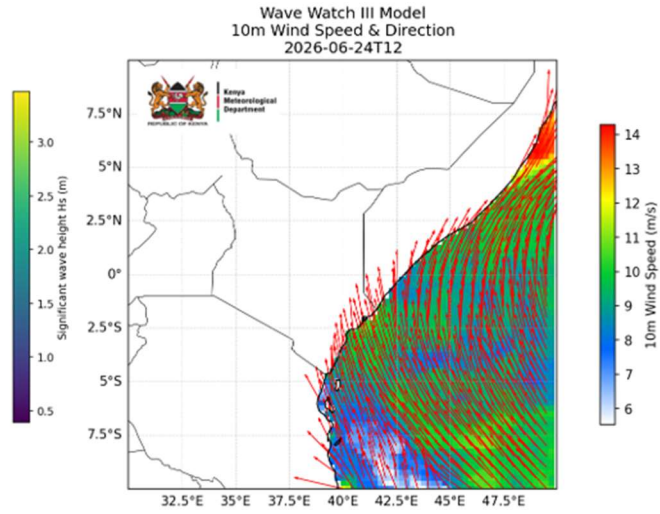 Wave Watch III Model
10m Wind Speed & Direction
2026-06-24T12
Kenya
Meteorological
Department
REPUBLIC OF KENYA
7.5°N
5°N
2.5°N
0°
2.5°S
5°S
7.5°S
32.5°E 35°E 37.5°E 40°E 42.5°E 45°E 47.5°E
3.0
2.5
2.0
1.5
1.0
0.5
Significant wave height Hs (m)
14
13
12
11
10
9
8
7
6
10m Wind Speed (m/s)